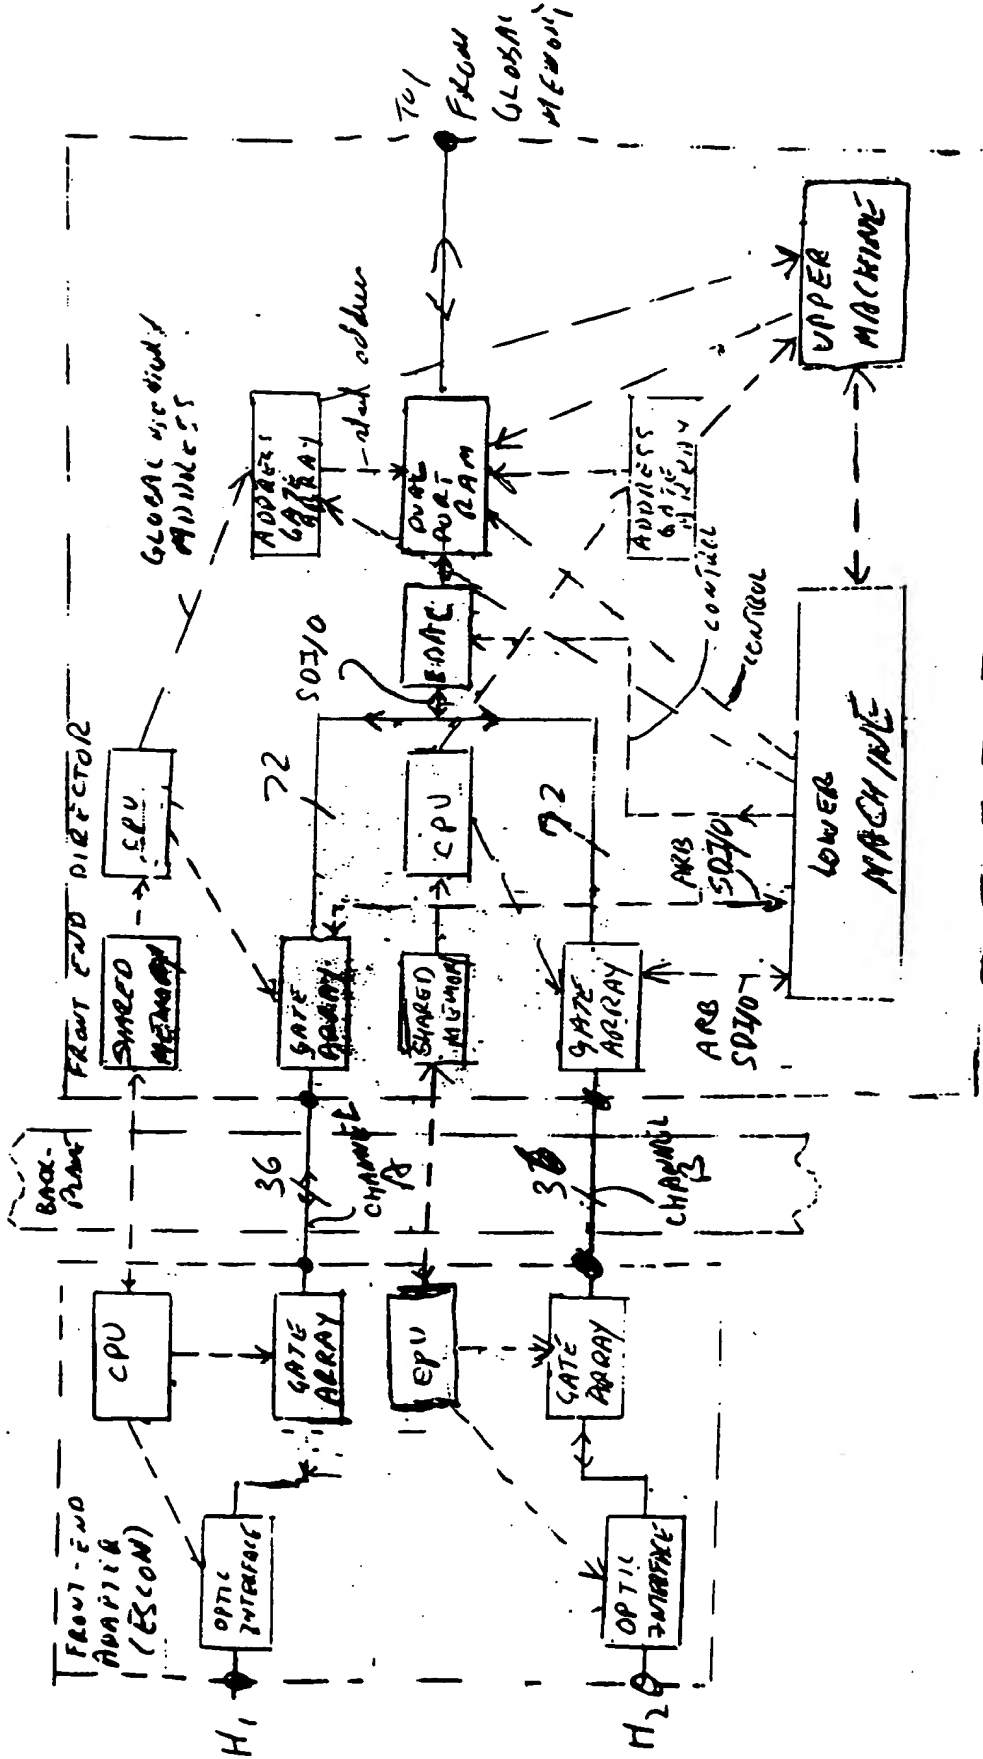 FRONT-END
ADAPTER
(ESCON)
H1
OPTIC
INTERFACE
CPU
GATE
ARRAY
EPU
H2
OPTIC
INTERFACE
GATE
ARRAY
BACK-
PLANE
36
CHANNEL
A
36
CHANNEL
B
FRONT END DIRECTOR
SHARED
MEMORY
CPU
GATE
ARRAY
SHARED
MEMORY
CPU
GATE
ARRAY
72
72
SDI/O
EDAC
GLOBAL
ADDRESS
ADDRESS
GATE
ARRAY
DUAL
PORT
RAM
ADDRESS
GATE
ARRAY
TO/
FROM
GLOBAL
MEMORY
CONTROL
CONTROL
ARB
SDI/O
ARB
SDI/O
LOWER
MACHINE
UPPER
MACHINE